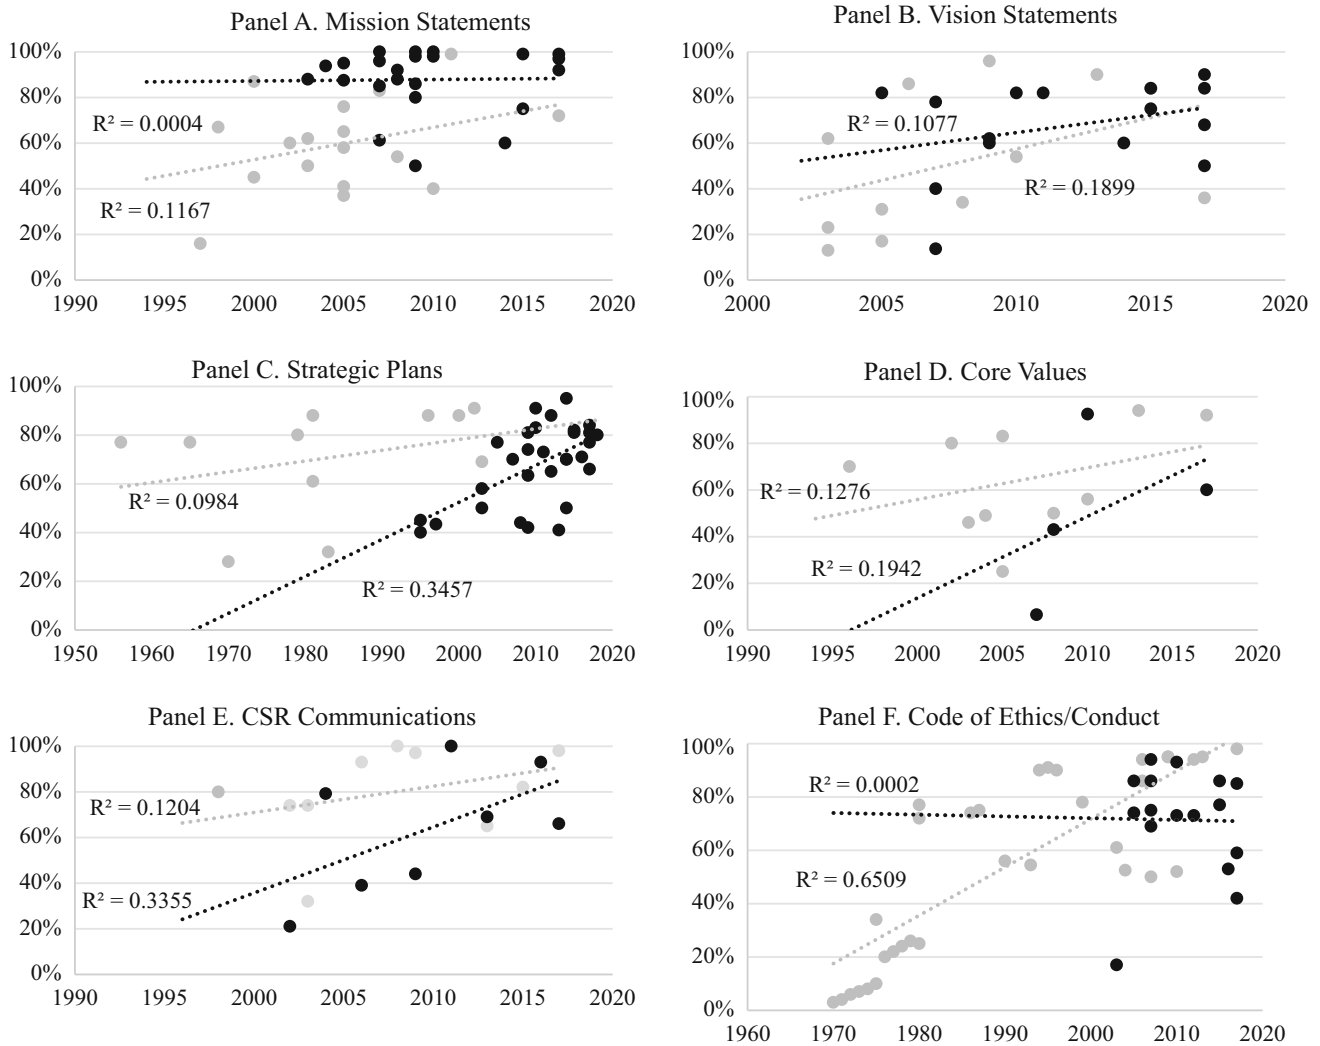 Panel A. Mission Statements
100%
80%
60%
40%
20%
0%
R² = 0.0004
R² = 0.1167
1990 1995 2000 2005 2010 2015 2020
Panel B. Vision Statements
100%
80%
60%
40%
20%
0%
R² = 0.1077
R² = 0.1899
2000 2005 2010 2015 2020
Panel C. Strategic Plans
100%
80%
60%
40%
20%
0%
R² = 0.0984
R² = 0.3457
1950 1960 1970 1980 1990 2000 2010 2020
Panel D. Core Values
100%
80%
60%
40%
20%
0%
R² = 0.1276
R² = 0.1942
1990 1995 2000 2005 2010 2015 2020
Panel E. CSR Communications
100%
80%
60%
40%
20%
0%
R² = 0.1204
R² = 0.3355
1990 1995 2000 2005 2010 2015 2020
Panel F. Code of Ethics/Conduct
100%
80%
60%
40%
20%
0%
R² = 0.0002
R² = 0.6509
1960 1970 1980 1990 2000 2010 2020